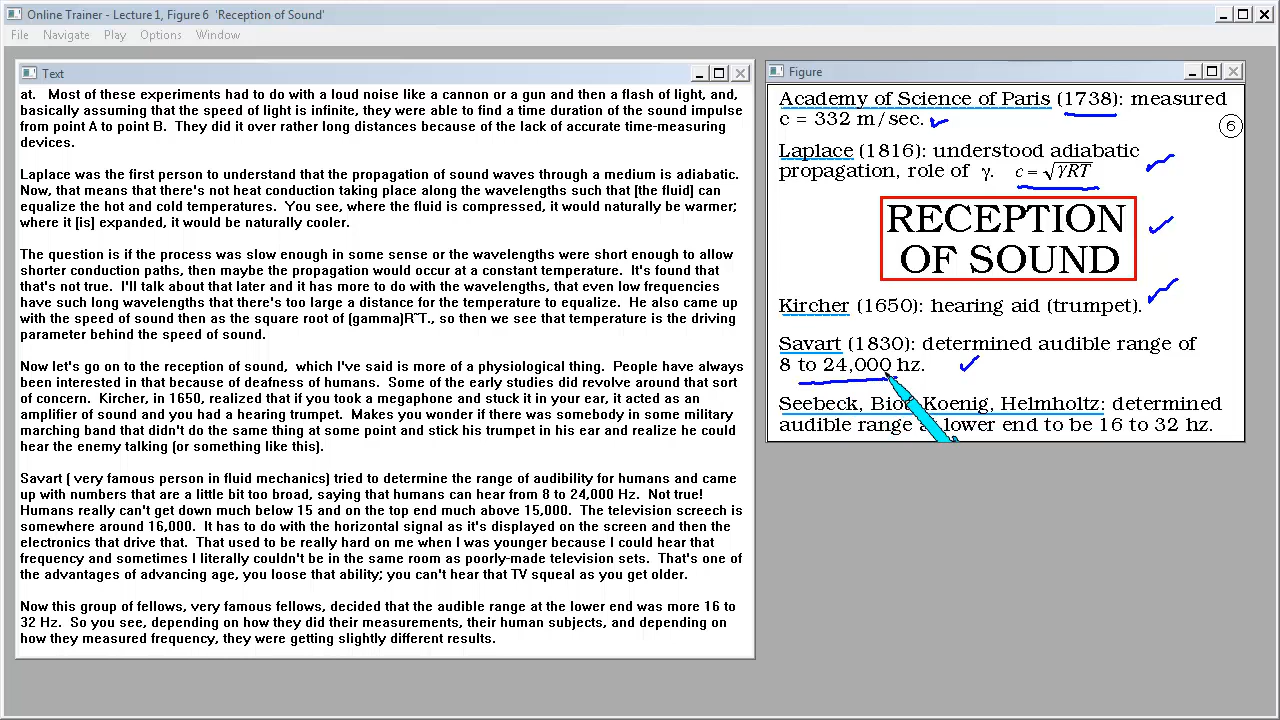 Online Trainer - Lecture 1, Figure 6 'Reception of Sound'
File Navigate Play Options Window
Text
at. Most of these experiments had to do with a loud noise like a cannon or a gun and then a flash of light, and,
basically assuming that the speed of light is infinite, they were able to find a time duration of the sound impulse
from point A to point B. They did it over rather long distances because of the lack of accurate time-measuring
devices.
Laplace was the first person to understand that the propagation of sound waves through a medium is adiabatic.
Now, that means that there's not heat conduction taking place along the wavelengths such that [the fluid] can
equalize the hot and cold temperatures. You see, where the fluid is compressed, it would naturally be warmer;
where it [is] expanded, it would be naturally cooler.
The question is if the process was slow enough in some sense or the wavelengths were short enough to allow
shorter conduction paths, then maybe the propagation would occur at a constant temperature. It's found that
that's not true. I'll talk about that later and it has more to do with the wavelengths, that even low frequencies
have such long wavelengths that there's too large a distance for the temperature to equalize. He also came up
with the speed of sound then as the square root of (gamma)R~T., so then we see that temperature is the driving
parameter behind the speed of sound.
Now let's go on to the reception of sound, which I've said is more of a physiological thing. People have always
been interested in that because of deafness of humans. Some of the early studies did revolve around that sort
of concern. Kircher, in 1650, realized that if you took a megaphone and stuck it in your ear, it acted as an
amplifier of sound and you had a hearing trumpet. Makes you wonder if there was somebody in some military
marching band that didn't do the same thing at some point and stick his trumpet in his ear and realize he could
hear the enemy talking (or something like this).
Savart ( very famous person in fluid mechanics) tried to determine the range of audibility for humans and came
up with numbers that are a little bit too broad, saying that humans can hear from 8 to 24,000 Hz. Not true!
Humans really can't get down much below 15 and on the top end much above 15,000. The television screech is
somewhere around 16,000. It has to do with the horizontal signal as it's displayed on the screen and then the
electronics that drive that. That used to be really hard on me when I was younger because I could hear that
frequency and sometimes I literally couldn't be in the same room as poorly-made television sets. That's one of
the advantages of advancing age, you loose that ability; you can't hear that TV squeal as you get older.
Now this group of fellows, very famous fellows, decided that the audible range at the lower end was more 16 to
32 Hz. So you see, depending on how they did their measurements, their human subjects, and depending on
how they measured frequency, they were getting slightly different results.
Figure
Academy of Science of Paris (1738): measured
c = 332 m/sec.
6
Laplace (1816): understood adiabatic
propagation, role of γ. c = √γRT
RECEPTION
OF SOUND
Kircher (1650): hearing aid (trumpet).
Savart (1830): determined audible range of
8 to 24,000 hz.
Seebeck, Koenig, Helmholtz: determined
audible range lower end to be 16 to 32 hz.